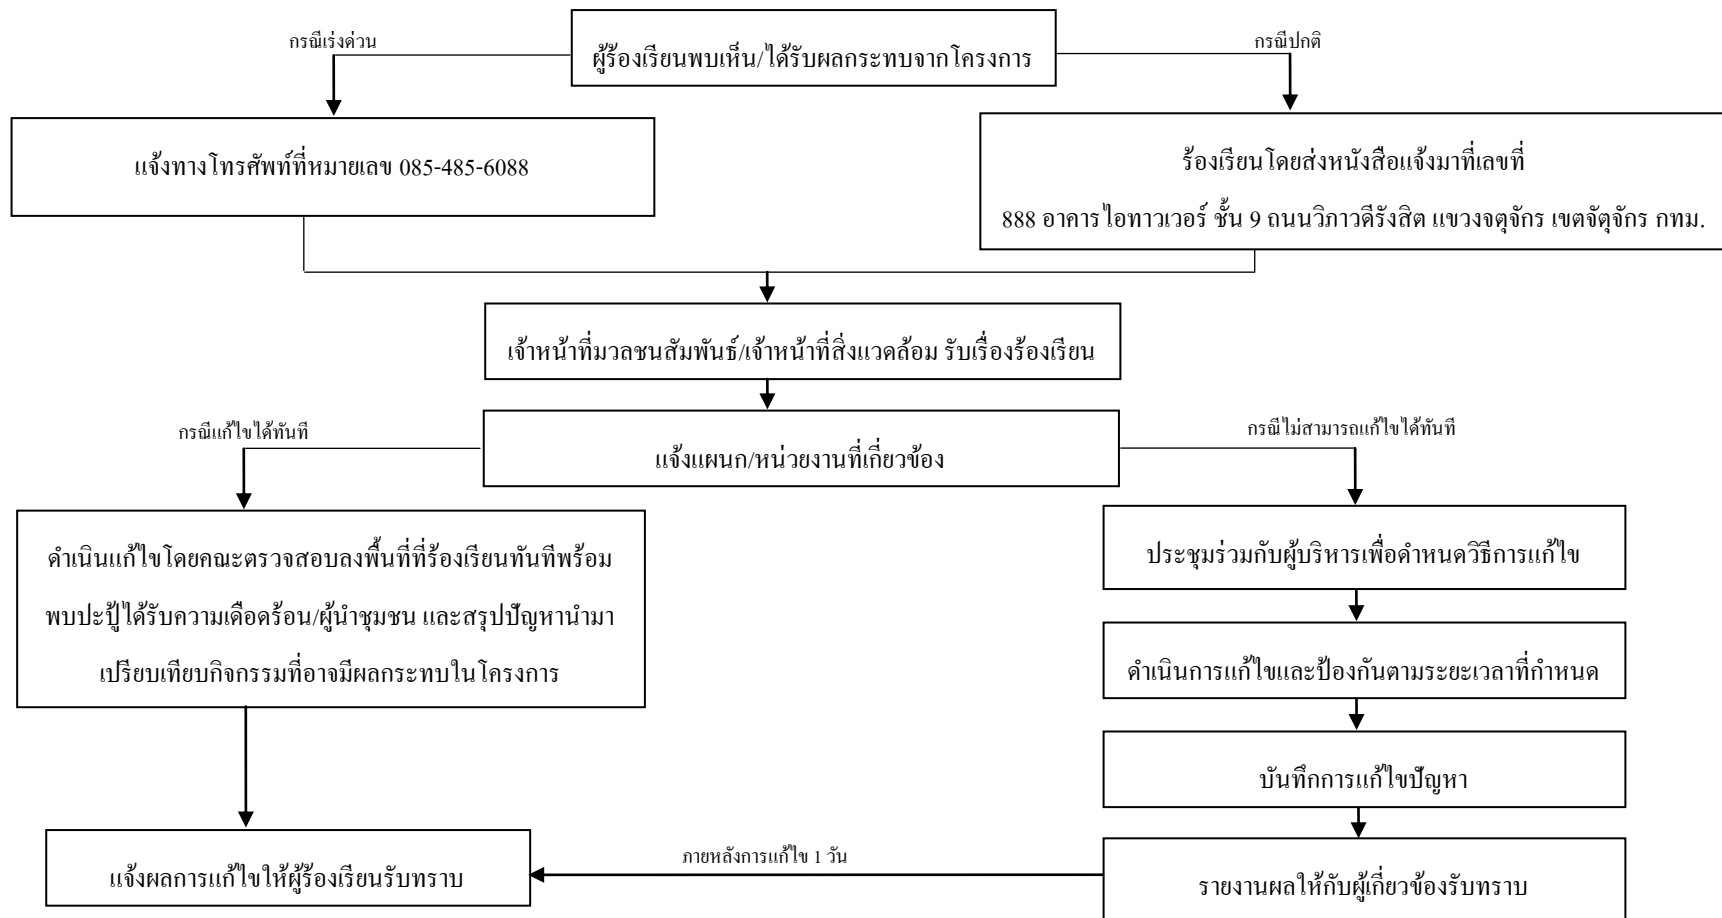 กรณีเร่งด่วน
ผู้ร้องเรียนพบเห็น/ได้รับผลกระทบจากโครงการ
กรณีปกติ
แจ้งทางโทรศัพท์ที่หมายเลข 085-485-6088
ร้องเรียนโดยส่งหนังสือแจ้งมาที่เลขที่
888 อาคารไอทาวเวอร์ ชั้น 9 ถนนวิภาวดีรังสิต แขวงจตุจักร เขตจัตุจักร กทม.
เจ้าหน้าที่มวลชนสัมพันธ์/เจ้าหน้าที่สิ่งแวดล้อม รับเรื่องร้องเรียน
กรณีแก้ไขได้ทันที
แจ้งแผนก/หน่วยงานที่เกี่ยวข้อง
กรณีไม่สามารถแก้ไขได้ทันที
ดำเนินแก้ไขโดยคณะตรวจสอบลงพื้นที่ที่ร้องเรียนทันทีพร้อม
พบปะปู้ได้รับความเดือดร้อน/ผู้นำชุมชน และสรุปปัญหานำมา
เปรียบเทียบกิจกรรมที่อาจมีผลกระทบในโครงการ
ประชุมร่วมกับผู้บริหารเพื่อกำหนดวิธีการแก้ไข
ดำเนินการแก้ไขและป้องกันตามระยะเวลาที่กำหนด
บันทึกการแก้ไขปัญหา
แจ้งผลการแก้ไขให้ผู้ร้องเรียนรับทราบ
ภายหลังการแก้ไข 1 วัน
รายงานผลให้กับผู้เกี่ยวข้องรับทราบ